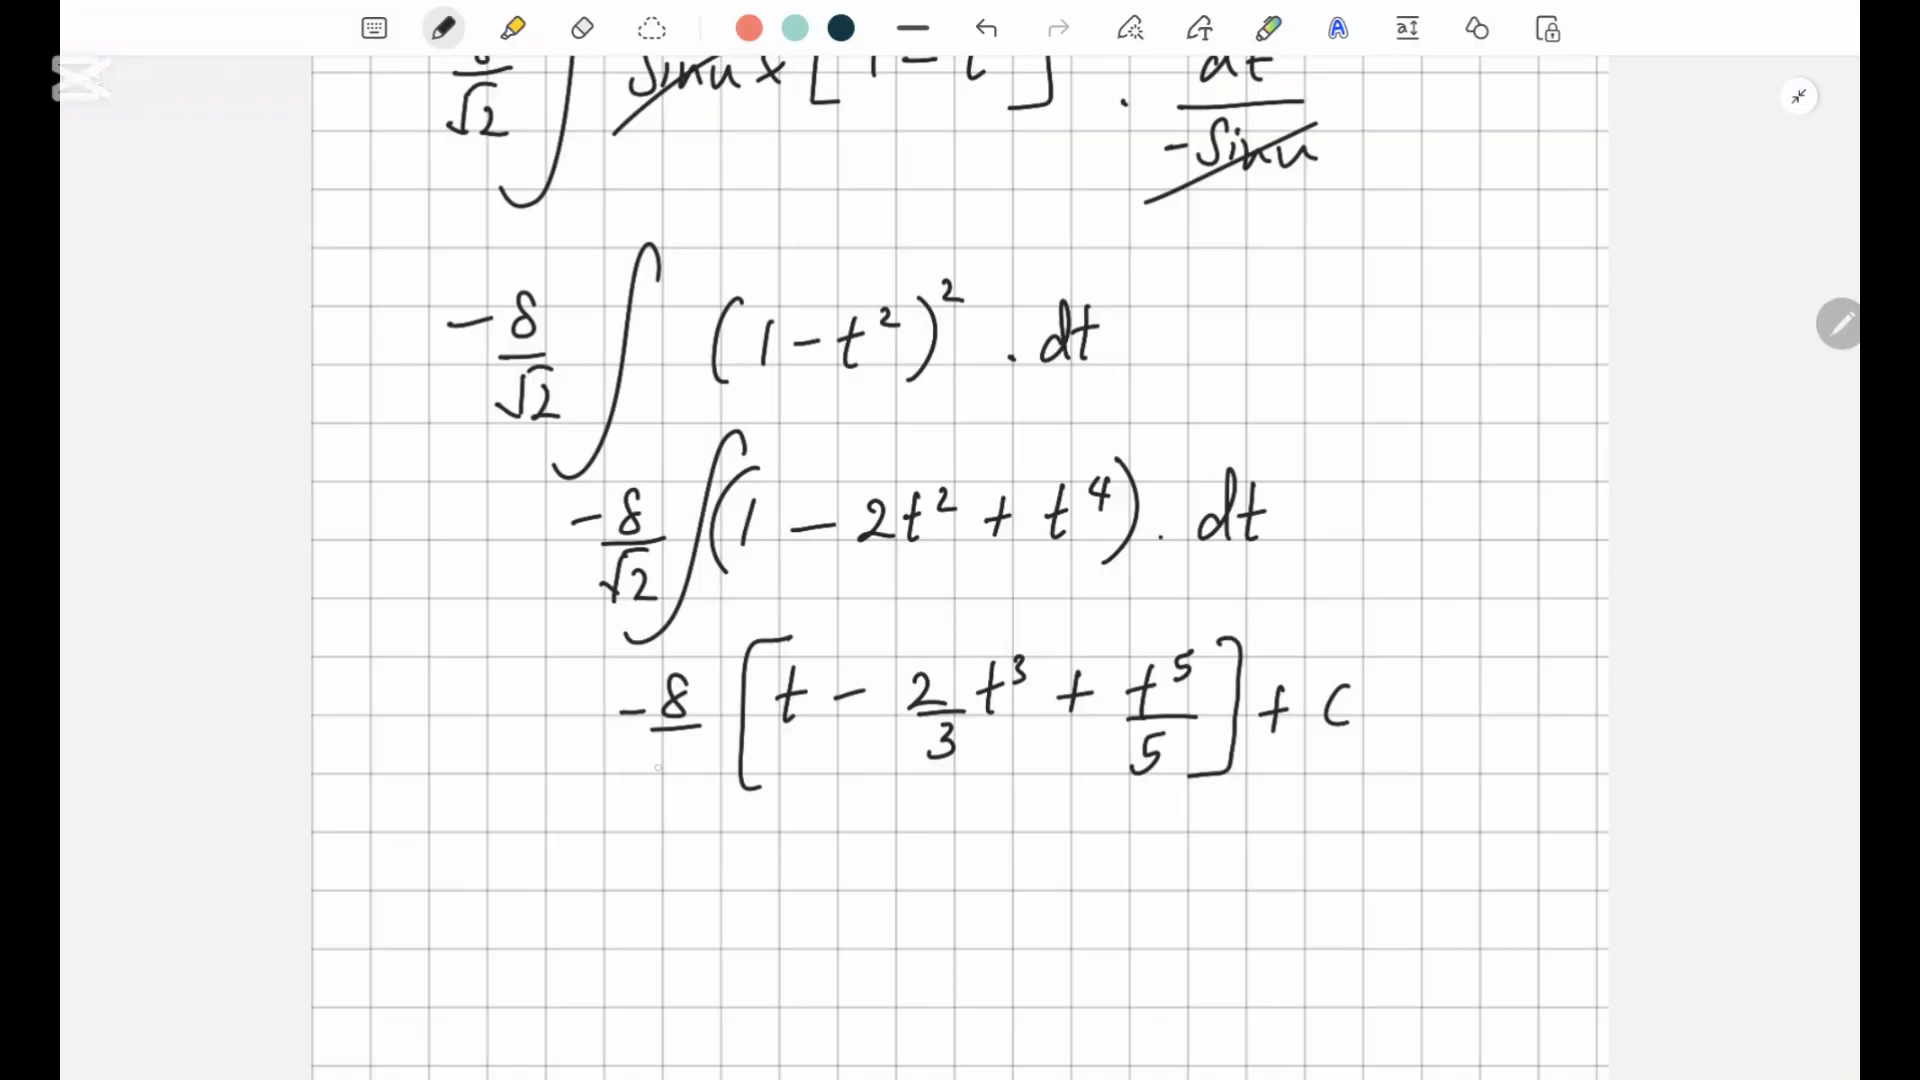 8/√2 ∫ sinu × [1 - t ] . dt/-sinu
-8/√2 ∫ (1 - t²)² . dt
-8/√2 ∫ (1 - 2t² + t⁴) . dt
-8 [t - 2/3 t³ + t⁵/5] + c